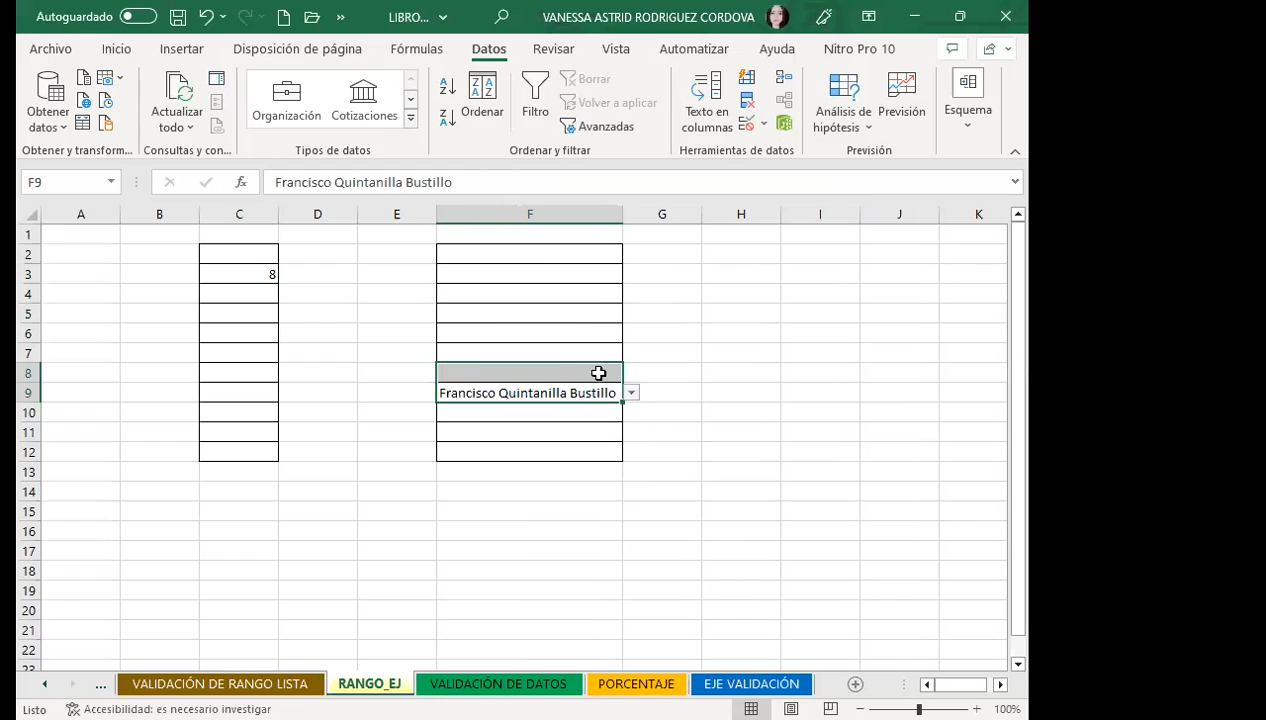 Autoguardado LIBRO... VANESSA ASTRID RODRIGUEZ CORDOVA
Archivo Inicio Insertar Disposición de página Fórmulas Datos Revisar Vista Automatizar Ayuda Nitro Pro 10
Obtener datos
Actualizar todo
Organización Cotizaciones
Ordenar
Filtro
Borrar
Volver a aplicar
Avanzadas
Texto en columnas
Análisis de hipótesis
Previsión
Esquema
Obtener y transform... Consultas y con... Tipos de datos Ordenar y filtrar Herramientas de datos Previsión
F9 fx Francisco Quintanilla Bustillo
A B C D E F G H I J K
1
2
3 8
4
5
6
7
8
9 Francisco Quintanilla Bustillo
10
11
12
13
14
15
16
17
18
19
20
21
22
23
... VALIDACIÓN DE RANGO LISTA RANGO_EJ VALIDACIÓN DE DATOS PORCENTAJE EJE VALIDACIÓN
Listo Accesibilidad: es necesario investigar 100%